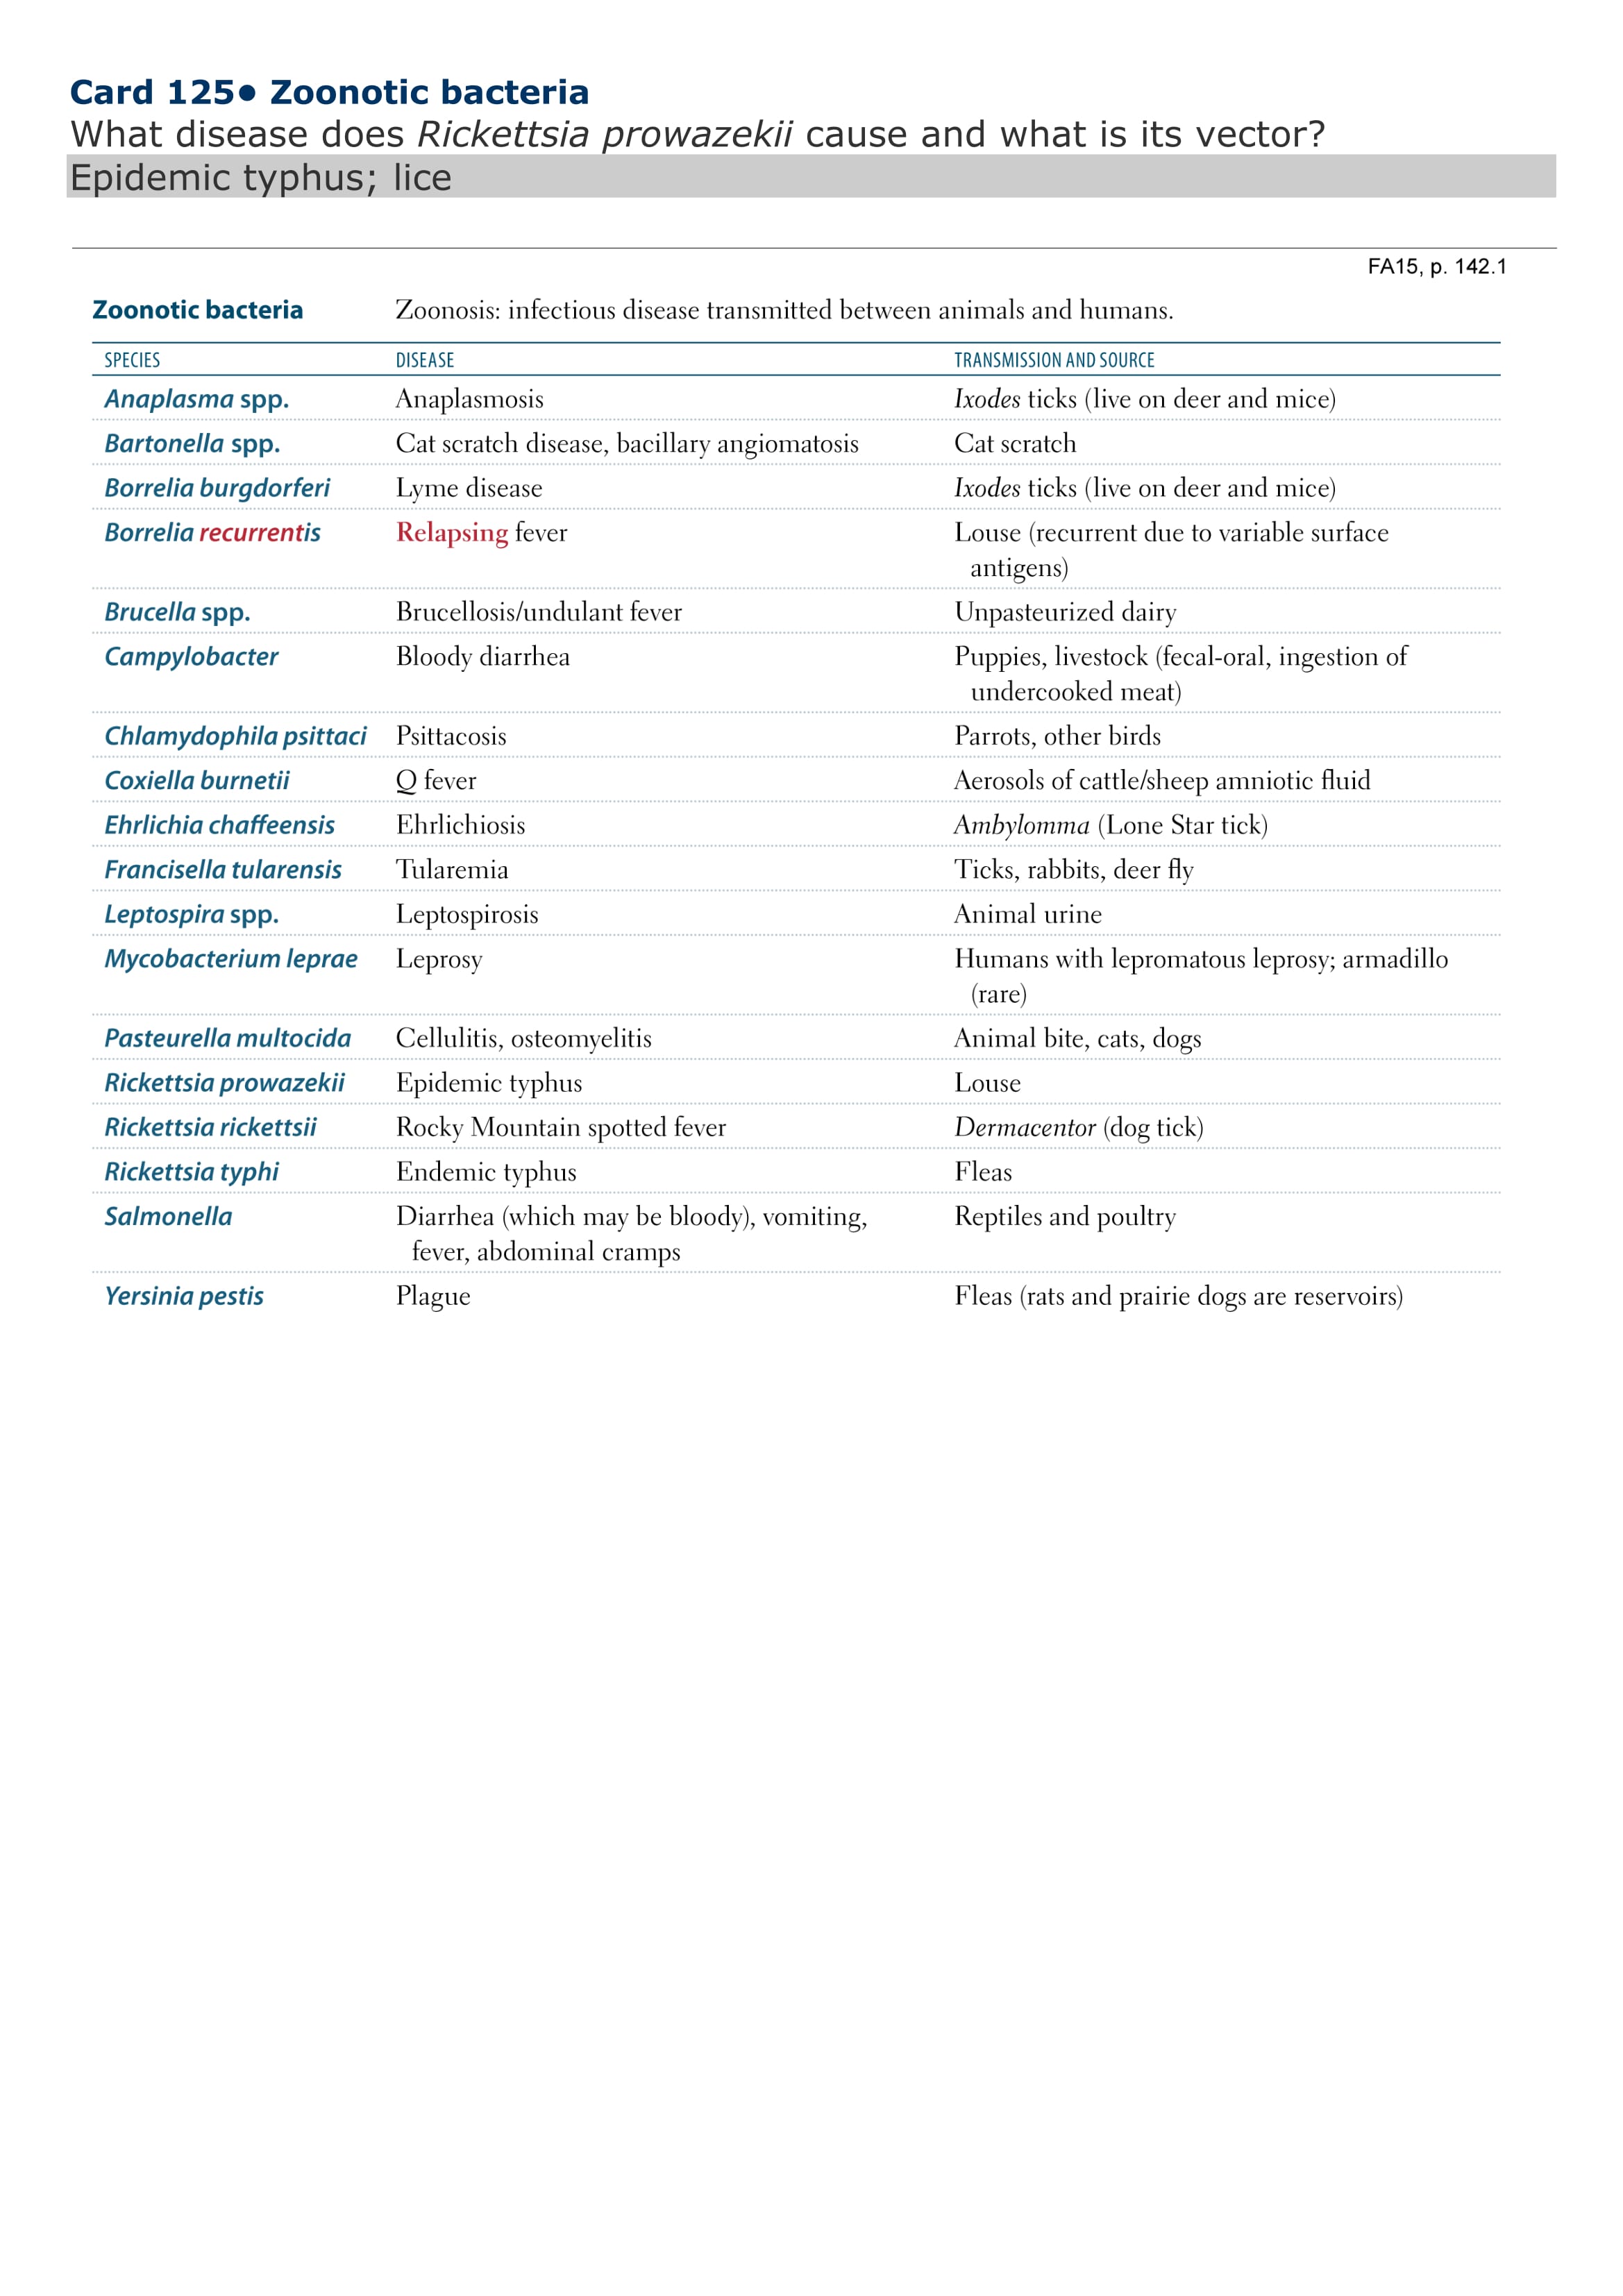 Card 125● Zoonotic bacteria
What disease does Rickettsia prowazekii cause and what is its vector?
Epidemic typhus; lice
FA15, p. 142.1
Zoonotic bacteria Zoonosis: infectious disease transmitted between animals and humans.
SPECIES DISEASE TRANSMISSION AND SOURCE
Anaplasma spp. Anaplasmosis Ixodes ticks (live on deer and mice)
Bartonella spp. Cat scratch disease, bacillary angiomatosis Cat scratch
Borrelia burgdorferi Lyme disease Ixodes ticks (live on deer and mice)
Borrelia recurrentis Relapsing fever Louse (recurrent due to variable surface
antigens)
Brucella spp. Brucellosis/undulant fever Unpasteurized dairy
Campylobacter Bloody diarrhea Puppies, livestock (fecal-oral, ingestion of
undercooked meat)
Chlamydophila psittaci Psittacosis Parrots, other birds
Coxiella burnetii Q fever Aerosols of cattle/sheep amniotic fluid
Ehrlichia chaffeensis Ehrlichiosis Ambylomma (Lone Star tick)
Francisella tularensis Tularemia Ticks, rabbits, deer fly
Leptospira spp. Leptospirosis Animal urine
Mycobacterium leprae Leprosy Humans with lepromatous leprosy; armadillo
(rare)
Pasteurella multocida Cellulitis, osteomyelitis Animal bite, cats, dogs
Rickettsia prowazekii Epidemic typhus Louse
Rickettsia rickettsii Rocky Mountain spotted fever Dermacentor (dog tick)
Rickettsia typhi Endemic typhus Fleas
Salmonella Diarrhea (which may be bloody), vomiting, Reptiles and poultry
fever, abdominal cramps
Yersinia pestis Plague Fleas (rats and prairie dogs are reservoirs)